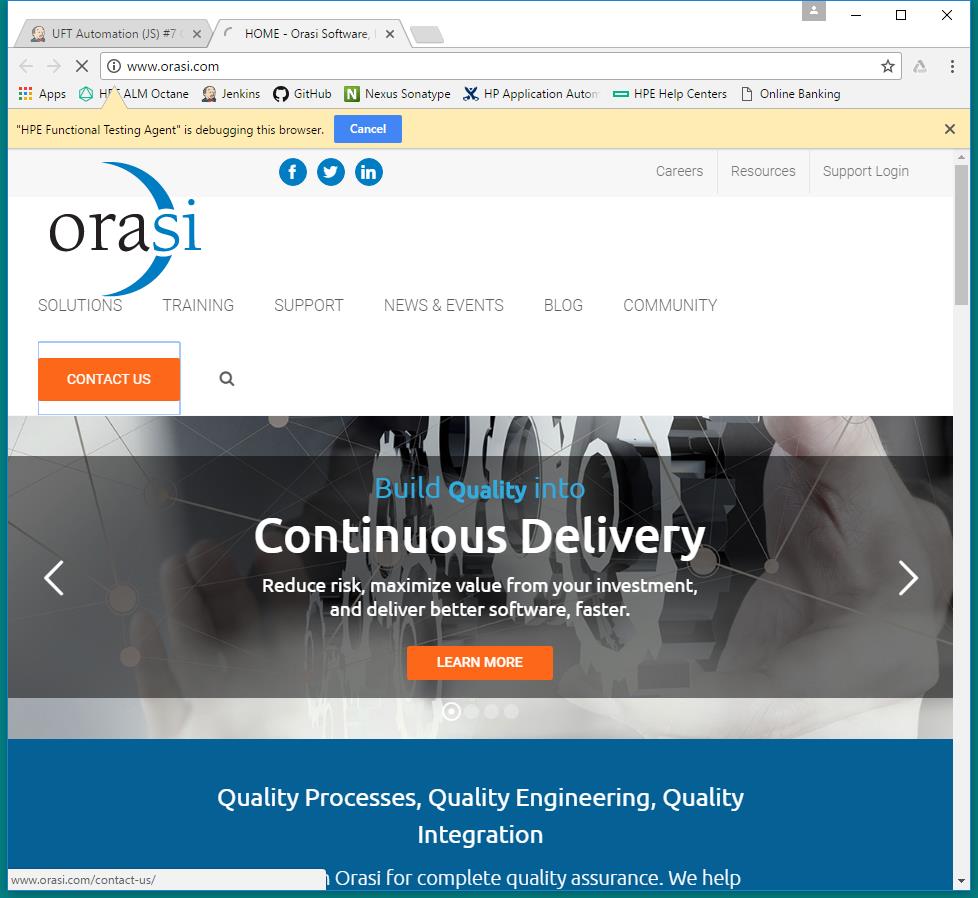 UFT Automation (JS) #7
HOME - Orasi Software,
www.orasi.com
Apps
ALM Octane
Jenkins
GitHub
Nexus Sonatype
HP Application Autom
HPE Help Centers
Online Banking
"HPE Functional Testing Agent" is debugging this browser.
Cancel
Careers
Resources
Support Login
orasi
SOLUTIONS
TRAINING
SUPPORT
NEWS & EVENTS
BLOG
COMMUNITY
CONTACT US
Build Quality into
Continuous Delivery
Reduce risk, maximize value from your investment,
and deliver better software, faster.
LEARN MORE
Quality Processes, Quality Engineering, Quality
Integration
Orasi for complete quality assurance. We help
www.orasi.com/contact-us/